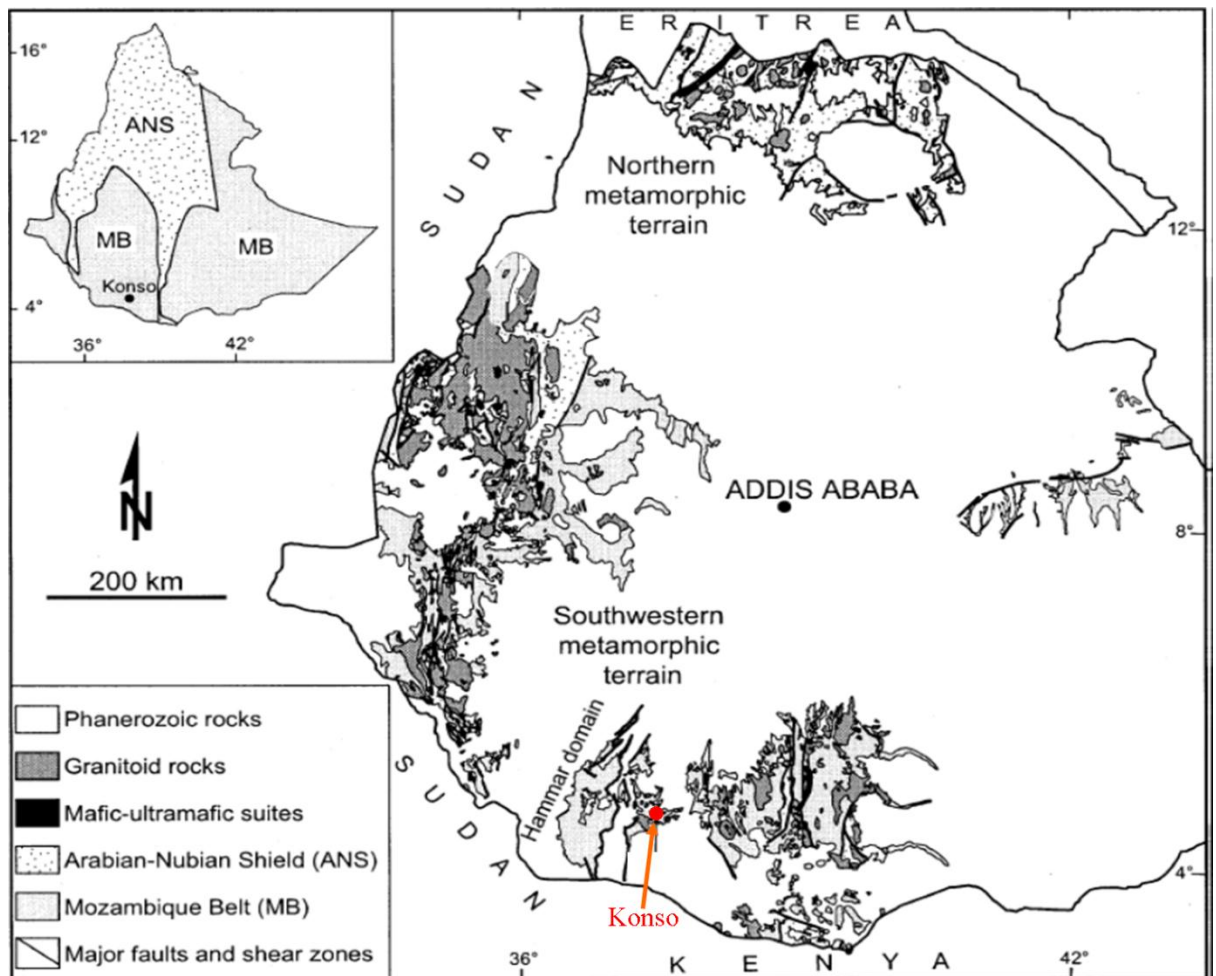 E R I T R E A
16°
12°
4°
36°
42°
ANS
MB
MB
Konso
S U D A N
Northern
metamorphic
terrain
12°
N
200 km
ADDIS ABABA
8°
Southwestern
metamorphic
terrain
Hammar domain
S U D A N
Konso
4°
36°
42°
K E N Y A
Phanerozoic rocks
Granitoid rocks
Mafic-ultramafic suites
Arabian-Nubian Shield (ANS)
Mozambique Belt (MB)
Major faults and shear zones